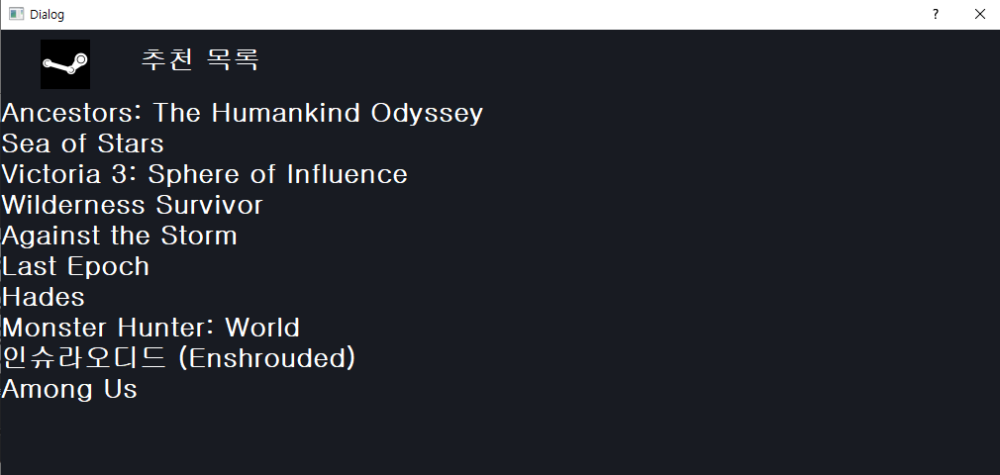 Dialog
?
추천 목록
Ancestors: The Humankind Odyssey
Sea of Stars
Victoria 3: Sphere of Influence
Wilderness Survivor
Against the Storm
Last Epoch
Hades
Monster Hunter: World
인슈라오디드 (Enshrouded)
Among Us